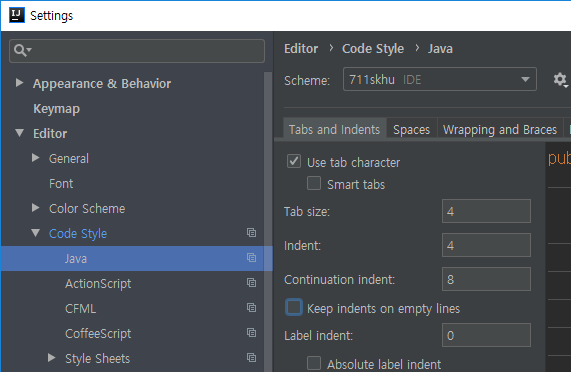 IJ Settings
Editor › Code Style › Java
Scheme: 711skhu IDE
Appearance & Behavior
Keymap
Editor
General
Font
Color Scheme
Code Style
Java
ActionScript
CFML
CoffeeScript
Style Sheets
Tabs and Indents Spaces Wrapping and Braces
Use tab character
Smart tabs
Tab size: 4
Indent: 4
Continuation indent: 8
Keep indents on empty lines
Label indent: 0
Absolute label indent
pub